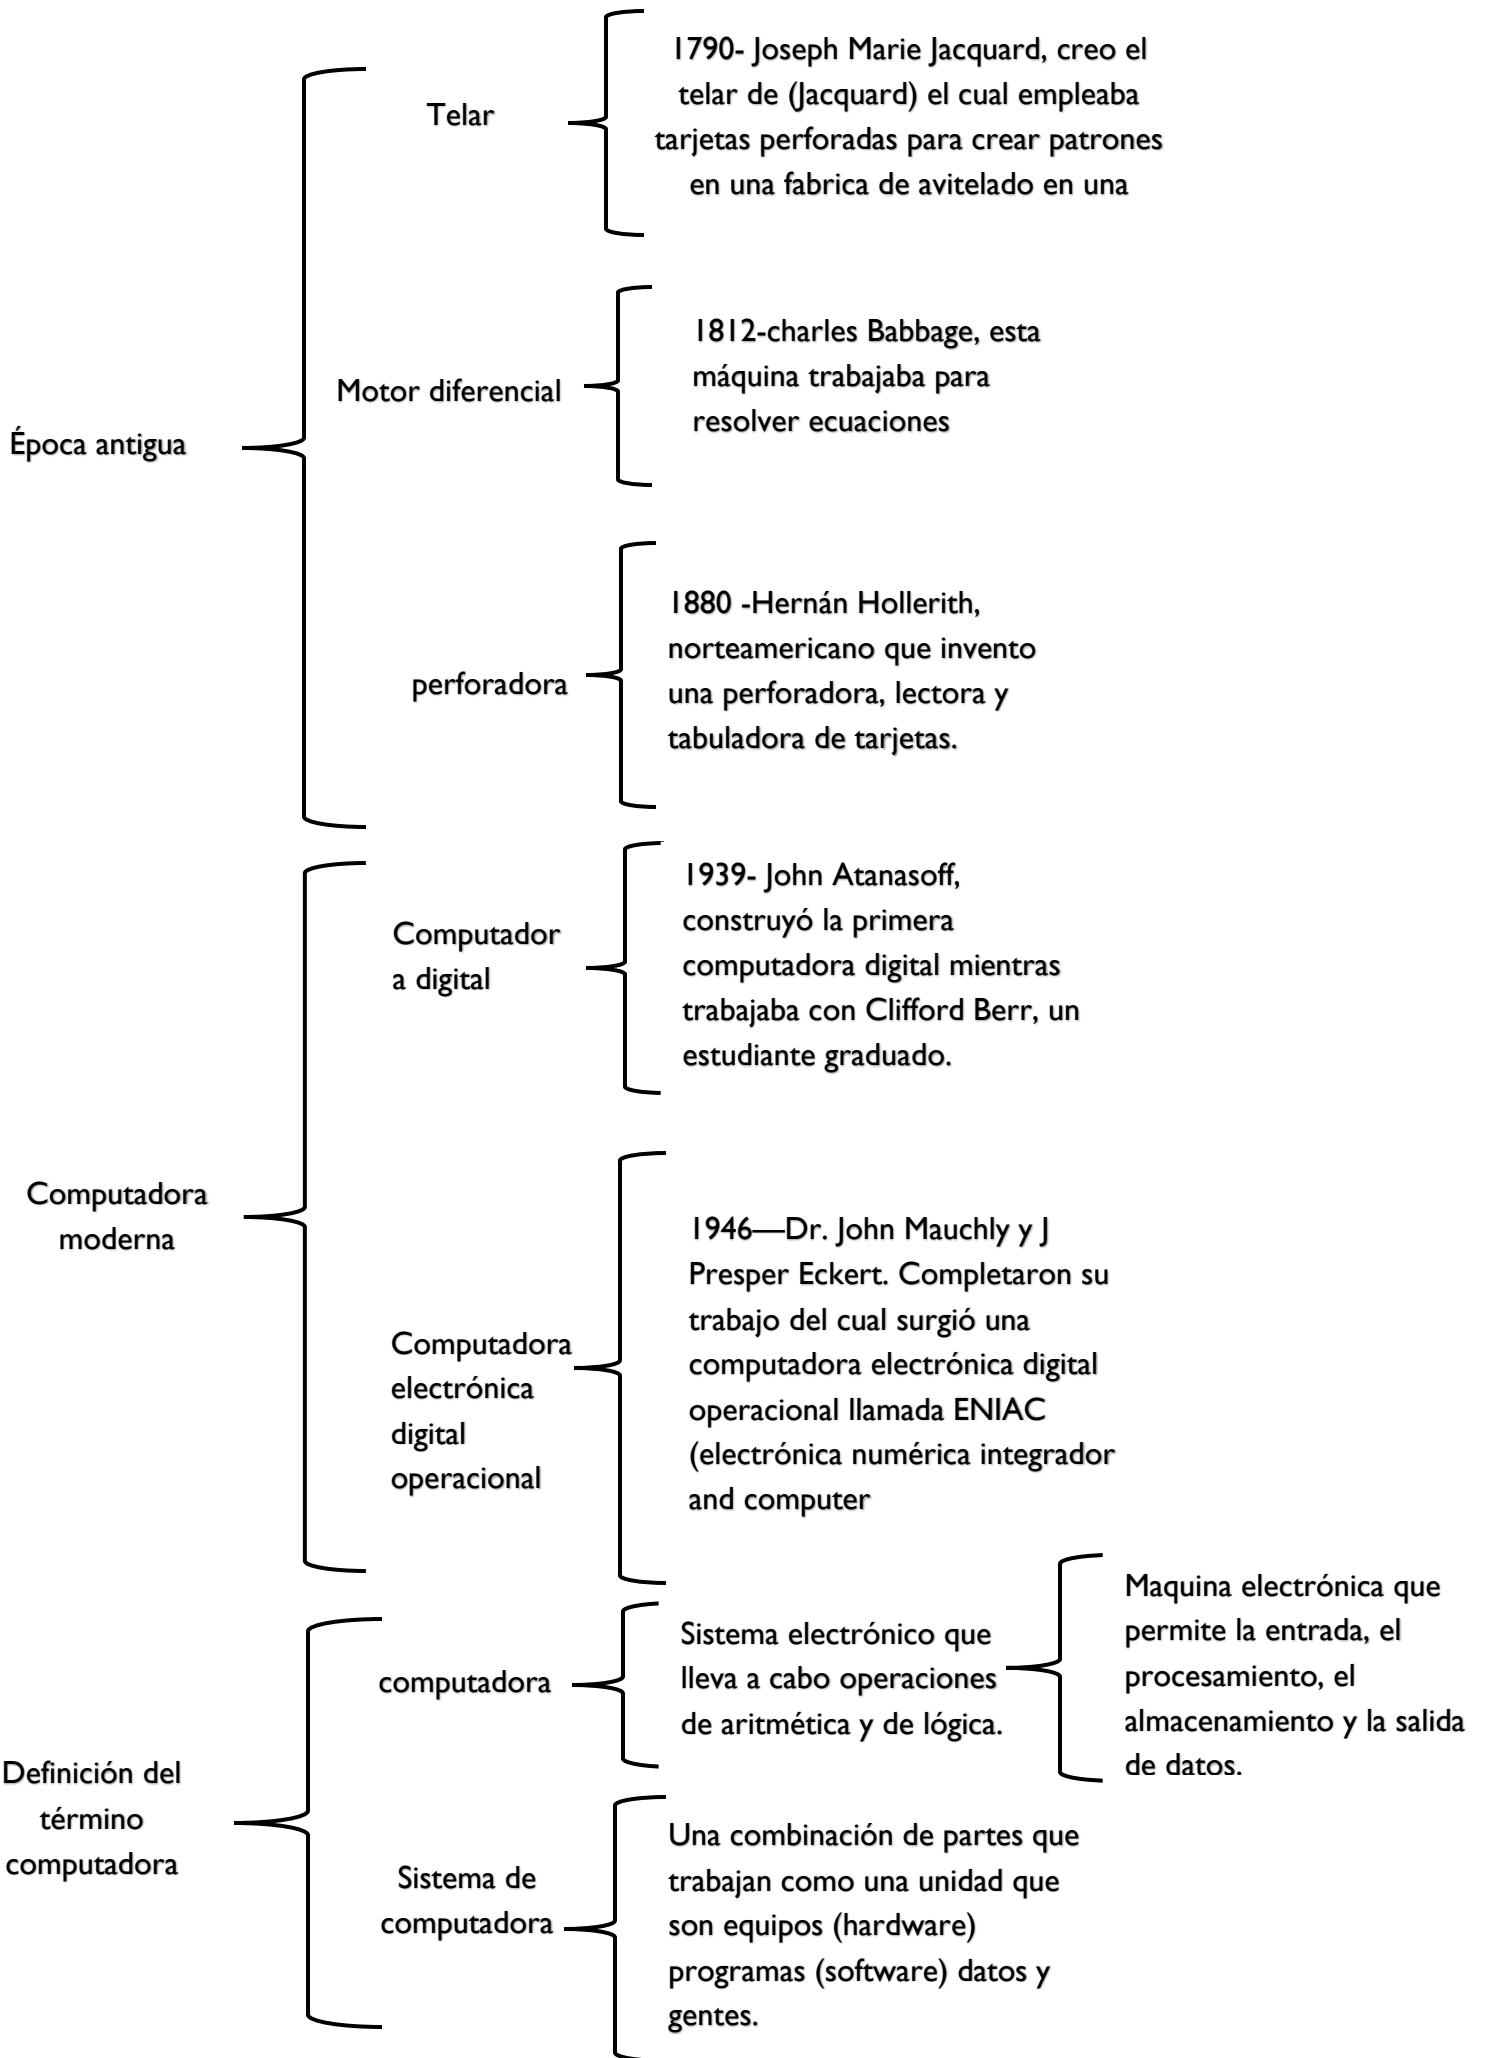 Época antigua
Telar
1790- Joseph Marie Jacquard, creo el
telar de (Jacquard) el cual empleaba
tarjetas perforadas para crear patrones
en una fabrica de avitelado en una
Motor diferencial
1812-charles Babbage, esta
máquina trabajaba para
resolver ecuaciones
perforadora
1880 -Hernán Hollerith,
norteamericano que invento
una perforadora, lectora y
tabuladora de tarjetas.
Computadora
moderna
Computador
a digital
1939- John Atanasoff,
construyó la primera
computadora digital mientras
trabajaba con Clifford Berr, un
estudiante graduado.
Computadora
electrónica
digital
operacional
1946—Dr. John Mauchly y J
Presper Eckert. Completaron su
trabajo del cual surgió una
computadora electrónica digital
operacional llamada ENIAC
(electrónica numérica integrador
and computer
Definición del
término
computadora
computadora
Sistema electrónico que
lleva a cabo operaciones
de aritmética y de lógica.
Maquina electrónica que
permite la entrada, el
procesamiento, el
almacenamiento y la salida
de datos.
Sistema de
computadora
Una combinación de partes que
trabajan como una unidad que
son equipos (hardware)
programas (software) datos y
gentes.